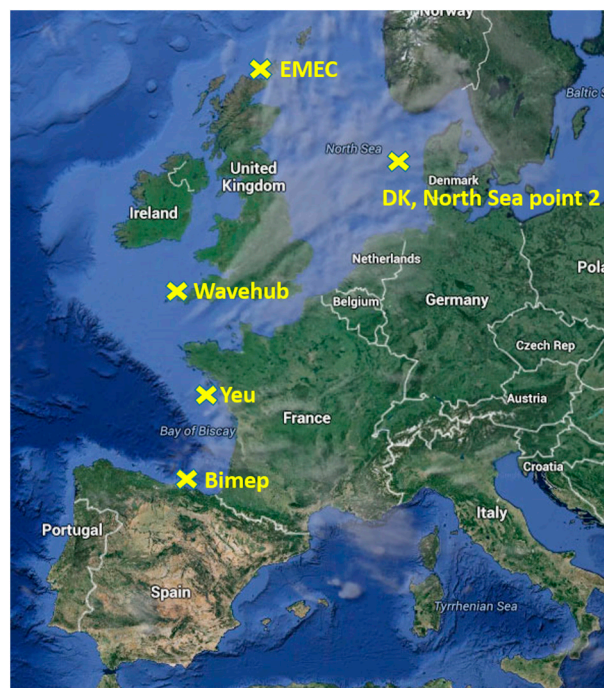 Norway
EMEC
Baltic S
North Sea
United
Kingdom
Denmark
DK, North Sea point 2
Ireland
Netherlands
Pola
Wavehub
Belgium
Germany
Czech Rep
Yeu
Austria
France
Bay of Biscay
Croatia
Bimep
Italy
Portugal
Spain
Tyrrhenian Sea